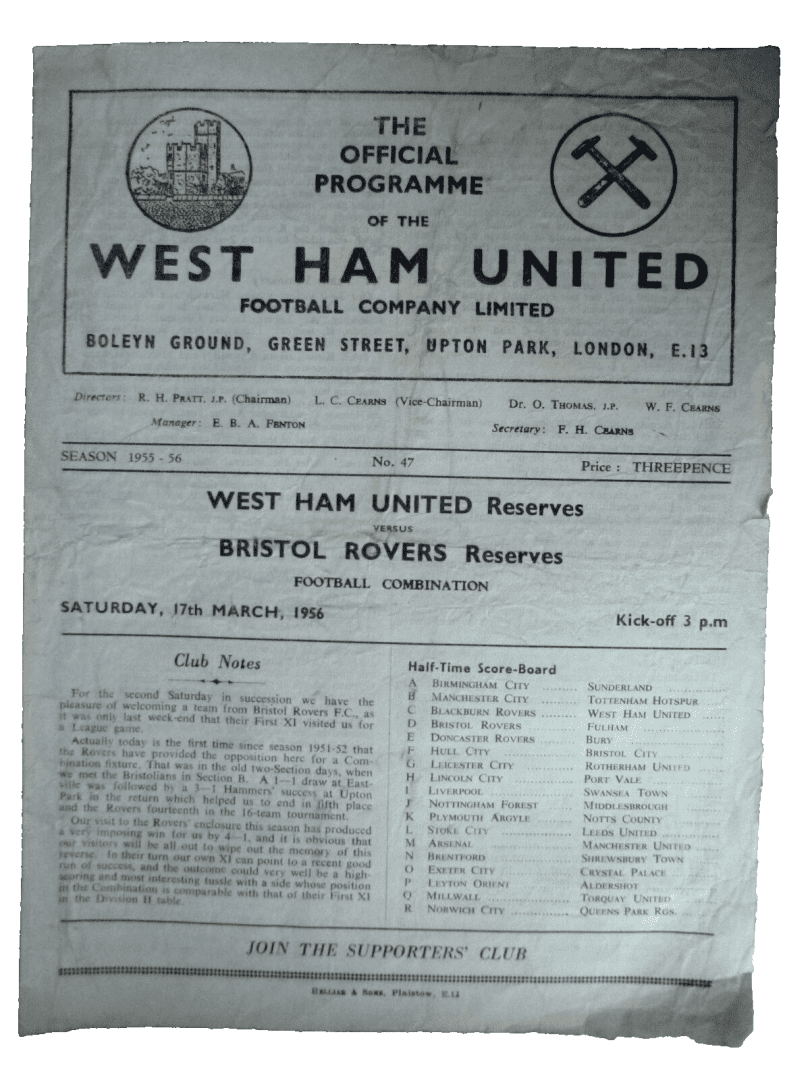 THE
OFFICIAL
PROGRAMME
OF THE
WEST HAM UNITED
FOOTBALL COMPANY LIMITED
BOLEYN GROUND, GREEN STREET, UPTON PARK, LONDON, E.13
Directors: R. H. PRATT, J.P. (Chairman) L. C. CEARNS (Vice-Chairman) Dr. O. THOMAS, J.P. W. F. CEARNS
Manager: E. B. A. FENTON Secretary: F. H. CEARNS
SEASON 1955 - 56 No. 47 Price : THREEPENCE
WEST HAM UNITED Reserves
VERSUS
BRISTOL ROVERS Reserves
FOOTBALL COMBINATION
SATURDAY, 17th MARCH, 1956 Kick-off 3 p.m
Club Notes
For the second Saturday in succession we have the
pleasure of welcoming a team from Bristol Rovers F.C., as
it was only last week-end that their First XI visited us for
a League game.
Actually today is the first time since season 1951-52 that
the Rovers have provided the opposition here for a Com-
bination fixture. That was in the old two-Section days, when
we met the Bristolians in Section B. A 1—1 draw at East-
ville was followed by a 3—1 Hammers' success at Upton
Park in the return which helped us to end in fifth place
and the Rovers fourteenth in the 16-team tournament.
Our visit to the Rovers' enclosure this season has produced
a very imposing win for us by 4—1, and it is obvious that
our visitors will be all out to wipe out the memory of this
reverse. In their turn our own XI can point to a recent good
run of success, and the outcome could very well be a high-
scoring and most interesting tussle with a side whose position
in the Combination is comparable with that of their First XI
in the Division II table.
Half-Time Score-Board
A BIRMINGHAM CITY ......... SUNDERLAND
B MANCHESTER CITY ......... TOTTENHAM HOTSPUR
C BLACKBURN ROVERS ......... WEST HAM UNITED
D BRISTOL ROVERS ......... FULHAM
E DONCASTER ROVERS ......... BURY
F HULL CITY ......... BRISTOL CITY
G LEICESTER CITY ......... ROTHERHAM UNITED
H LINCOLN CITY ......... PORT VALE
I LIVERPOOL ......... SWANSEA TOWN
J NOTTINGHAM FOREST ......... MIDDLESBROUGH
K PLYMOUTH ARGYLE ......... NOTTS COUNTY
L STOKE CITY ......... LEEDS UNITED
M ARSENAL ......... MANCHESTER UNITED
N BRENTFORD ......... SHREWSBURY TOWN
O EXETER CITY ......... CRYSTAL PALACE
P LEYTON ORIENT ......... ALDERSHOT
Q MILLWALL ......... TORQUAY UNITED
R NORWICH CITY ......... QUEENS PARK RGS.
JOIN THE SUPPORTERS' CLUB
HELLIAR & SONS, Plaistow, E.13